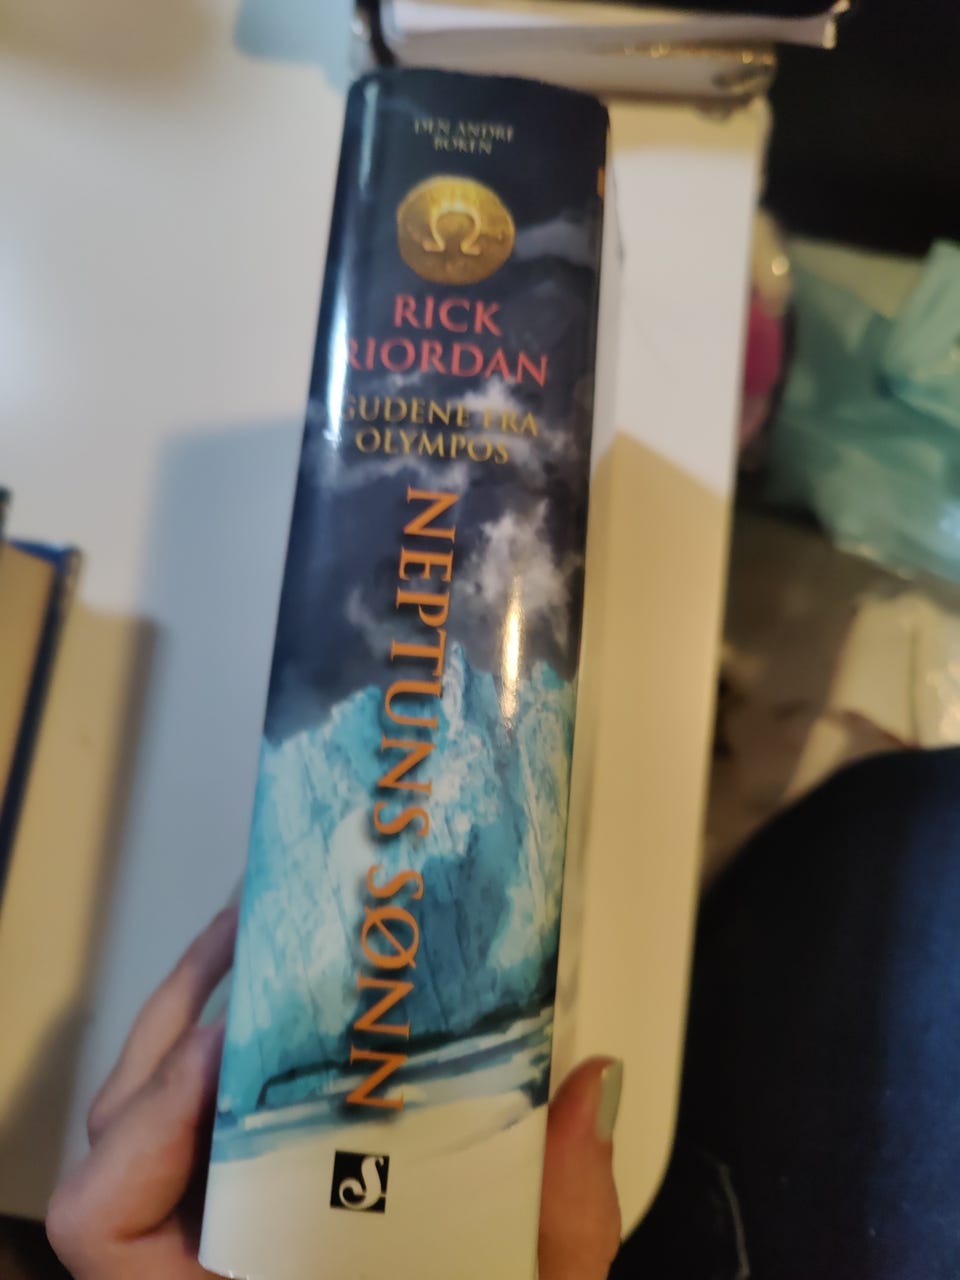 DEN ANDRE
BOKEN
Ω
RICK
RIORDAN
GUDENE FRA
OLYMPOS
NEPTUNS SØNN
S